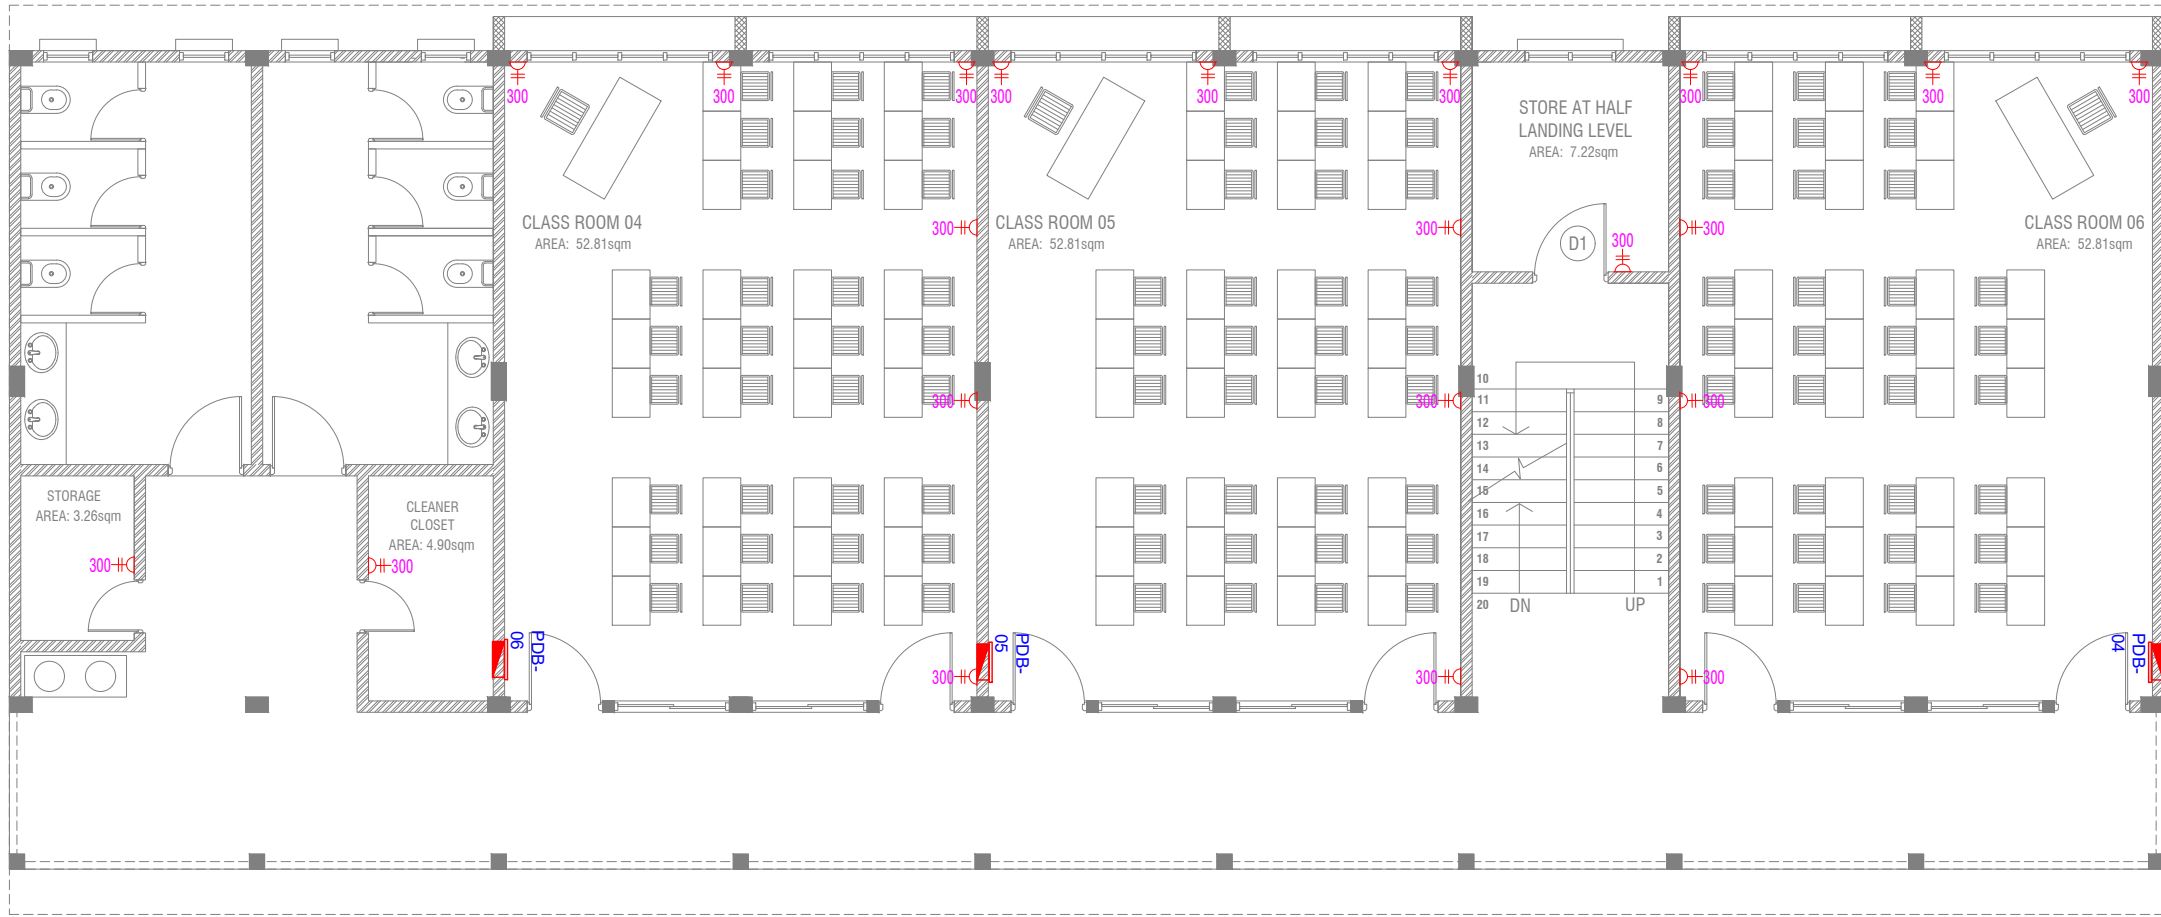 300
300
300
300
300
300
300
300
300
STORE AT HALF
LANDING LEVEL
AREA: 7.22sqm
CLASS ROOM 04
AREA: 52.81sqm
300
CLASS ROOM 05
AREA: 52.81sqm
300
D1
300
300
CLASS ROOM 06
AREA: 52.81sqm
300
300
300
10
11
12
13
14
15
16
17
18
19
20
9
8
7
6
5
4
3
2
1
DN
UP
STORAGE
AREA: 3.26sqm
300
CLEANER
CLOSET
AREA: 4.90sqm
300
PDB-
06
300
PDB-
05
300
300
PDB-
04